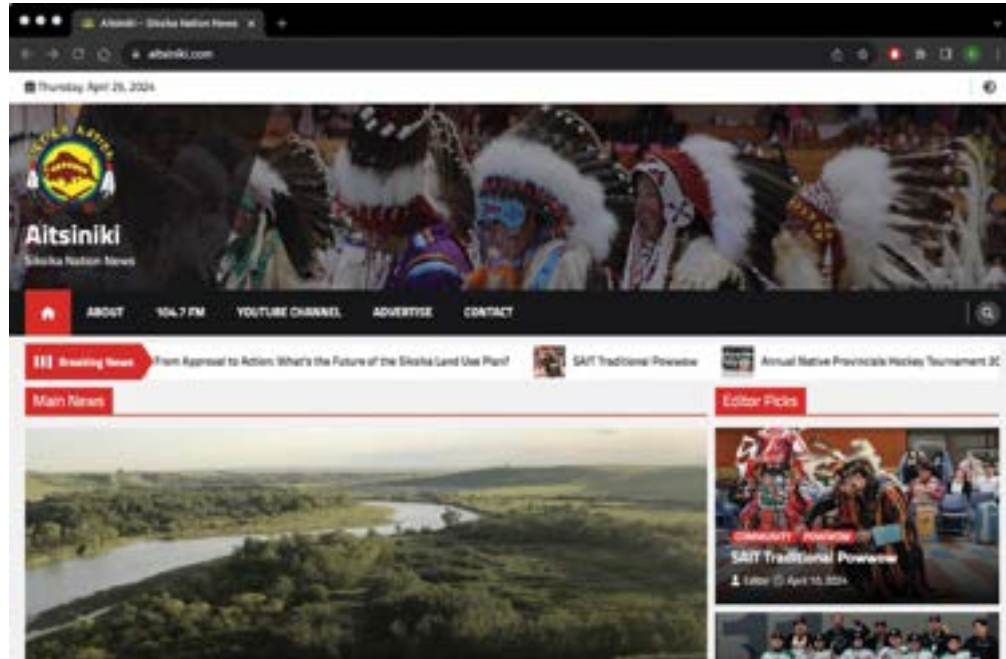 Aitsiniki - Siksika Nation News
aitsiniki.com
Thursday, April 25, 2024
SIKSIKA NATION
Aitsiniki
Siksika Nation News
ABOUT 104.7 FM YOUTUBE CHANNEL ADVERTISE CONTACT
Breaking News From Approval to Action: What's the Future of the Siksika Land Use Plan? SAIT Traditional Powwow Annual Native Provincials Hockey Tournament 20
Main News
Editor Picks
COMMUNITY POWWOW
SAIT Traditional Powwow
Editor April 10, 2024